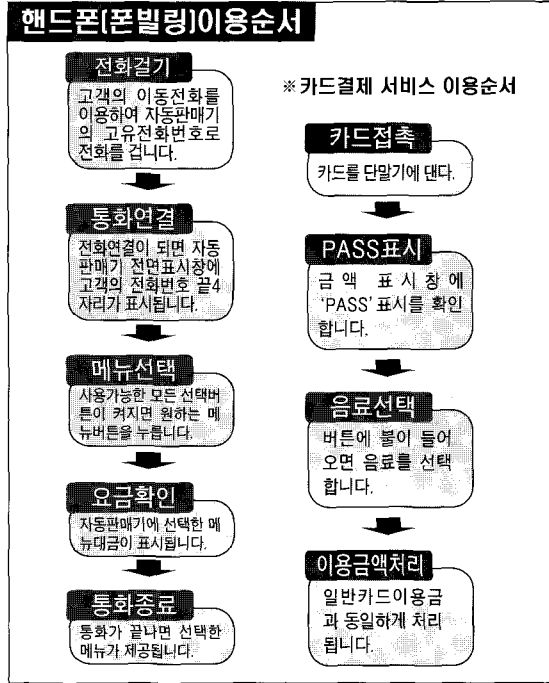 핸드폰(폰빌링)이용순서
전화걸기
고객의 이동전화를
이용하여 자동판매기
의 고유전화번호로
전화를 겁니다.
통화연결
전화연결이 되면 자동
판매기 전면표시창에
고객의 전화번호 끝4
자리가 표시됩니다.
메뉴선택
사용가능한 모든 선택버
튼이 켜지면 원하는 메
뉴버튼을 누릅니다.
요금확인
자동판매기에 선택한 메
뉴대금이 표시됩니다.
통화종료
통화가 끝나면 선택한
메뉴가 제공됩니다.
※카드결제 서비스 이용순서
카드접촉
카드를 단말기에 댄다.
PASS표시
금액 표시창에
'PASS'표시를 확인
합니다.
음료선택
버튼에 불이 들어
오면 음료를 선택
합니다.
이용금액처리
일반카드이용금
과 동일하게 처리
됩니다.